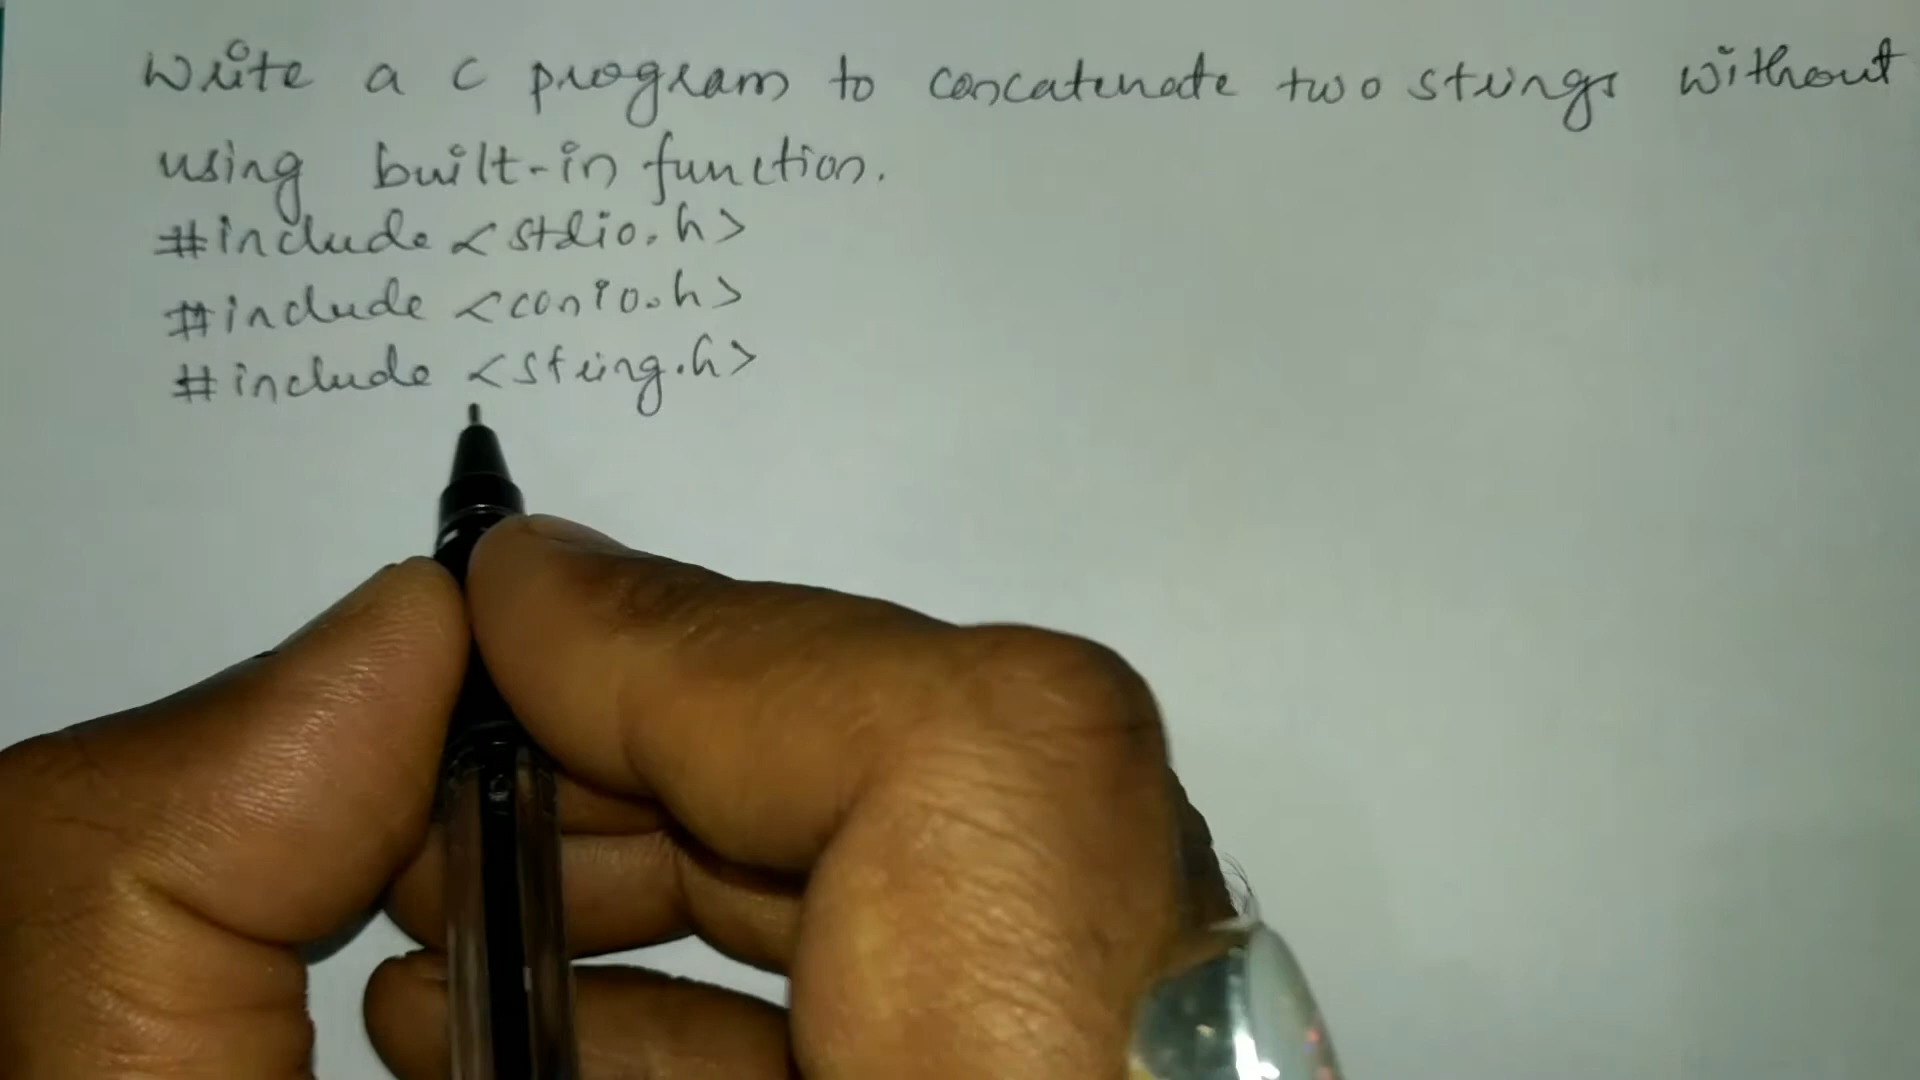 Write a C program to concatenate two strings without
using built-in function.
#include <stdio.h>
#include <conio.h>
#include <string.h>